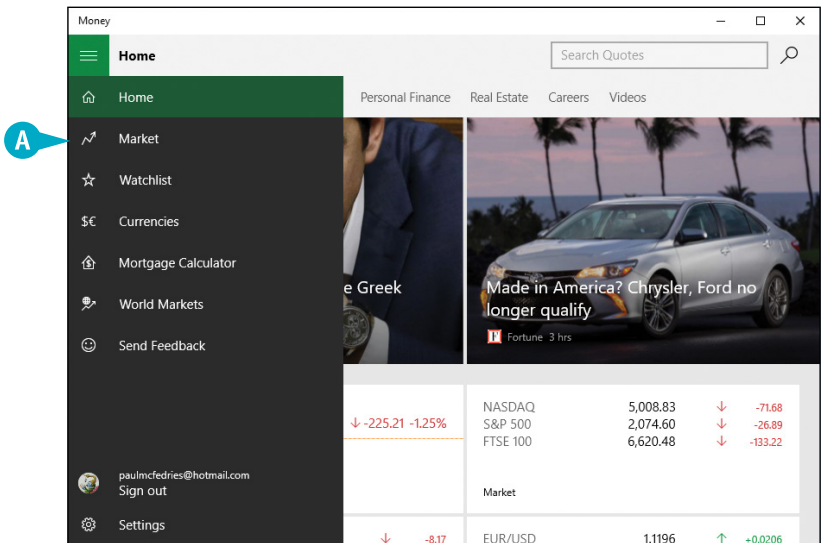 Money
Home
Search Quotes
Home
Personal Finance Real Estate Careers Videos
A
Market
Watchlist
$€ Currencies
Mortgage Calculator
World Markets
Send Feedback
e Greek
Made in America? Chrysler, Ford no
longer qualify
F Fortune 3 hrs
↓ -225.21 -1.25%
NASDAQ 5,008.83 ↓ -71.68
S&P 500 2,074.60 ↓ -26.89
FTSE 100 6,620.48 ↓ -133.22
Market
paulmcfedries@hotmail.com
Sign out
Settings
↓ -8.17
EUR/USD 1.1196 ↑ +0.0206